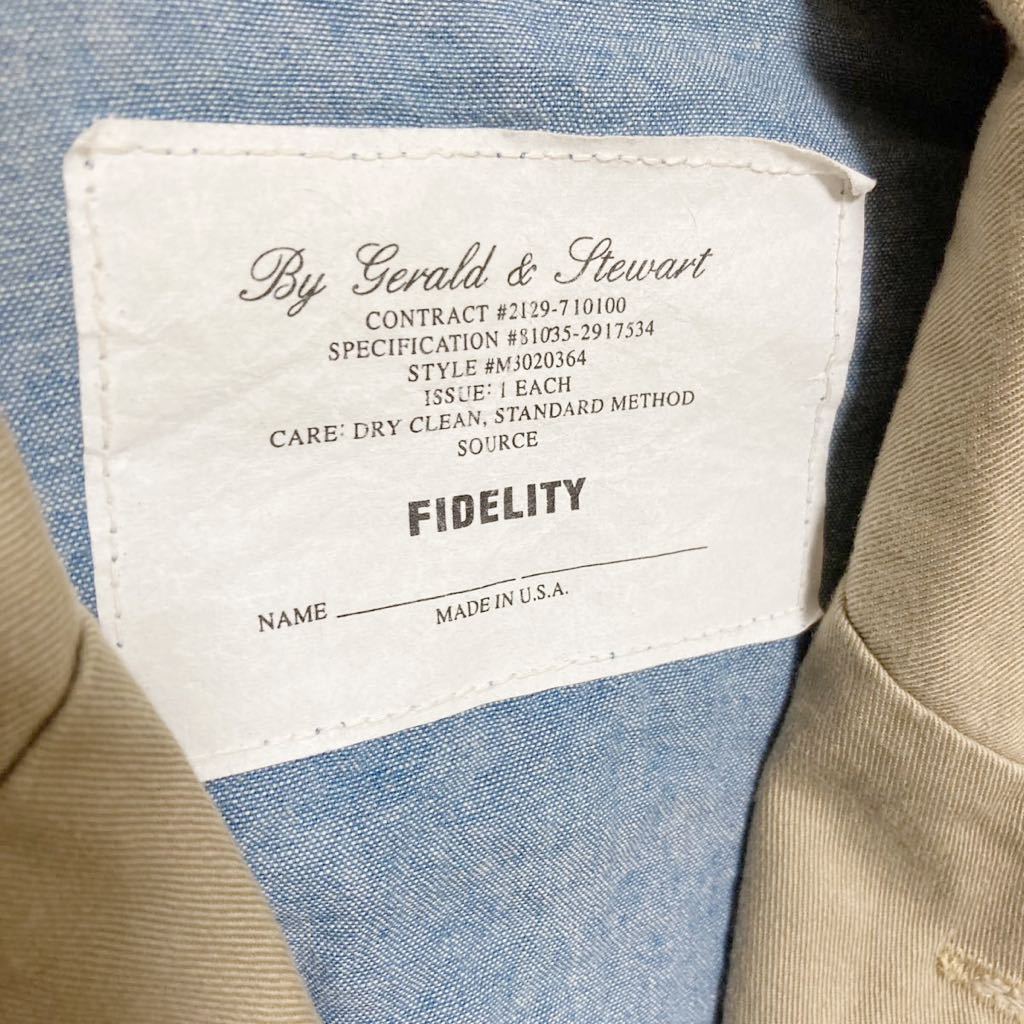 By Gerald & Stewart
CONTRACT #2129-710100
SPECIFICATION #81035-2917534
STYLE #M3020364
ISSUE: 1 EACH
CARE: DRY CLEAN, STANDARD METHOD
SOURCE
FIDELITY
NAME
MADE IN U.S.A.